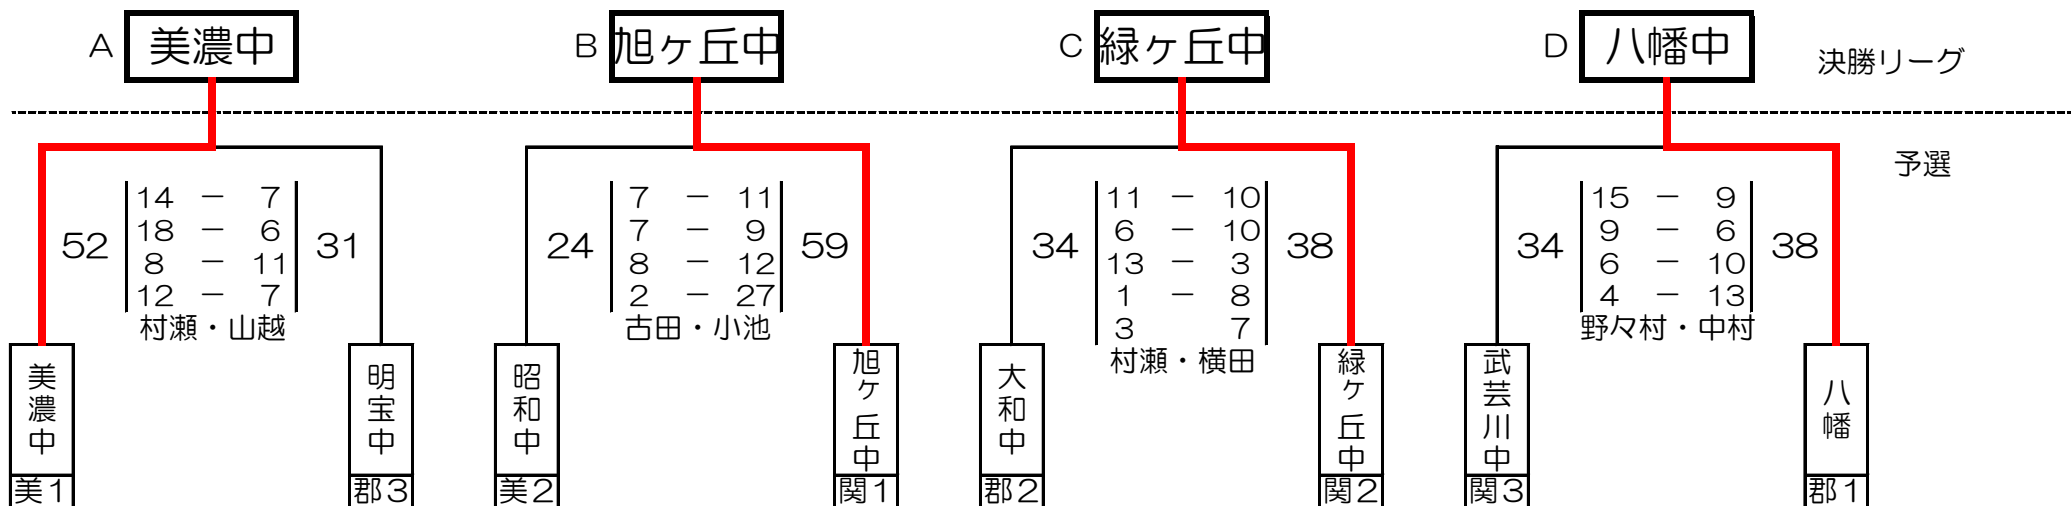 A 美濃中 B 旭ヶ丘中 C 緑ヶ丘中 D 八幡中 決勝リーグ
予選
52 31
14 － 7
18 － 6
8 － 11
12 － 7
村瀬・山越
24 59
7 － 11
7 － 9
8 － 12
2 － 27
古田・小池
34 38
11 － 10
6 － 10
13 － 3
1 － 8
3 7
村瀬・横田
34 38
15 － 9
9 － 6
6 － 10
4 － 13
野々村・中村
美濃中
明宝中
昭和中
旭ヶ丘中
大和中
緑ヶ丘中
武芸川中
八幡
美1 郡3 美2 関1 郡2 関2 関3 郡1